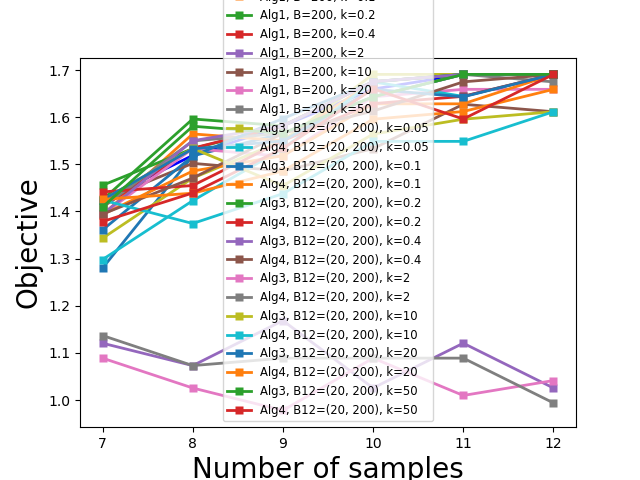 Alg1, B=200, k=0.2
Alg1, B=200, k=0.4
Alg1, B=200, k=2
Alg1, B=200, k=10
Alg1, B=200, k=20
Alg1, B=200, k=50
Alg3, B12=(20, 200), k=0.05
Alg4, B12=(20, 200), k=0.05
Alg3, B12=(20, 200), k=0.1
Alg4, B12=(20, 200), k=0.1
Alg3, B12=(20, 200), k=0.2
Alg4, B12=(20, 200), k=0.2
Alg3, B12=(20, 200), k=0.4
Alg4, B12=(20, 200), k=0.4
Alg3, B12=(20, 200), k=2
Alg4, B12=(20, 200), k=2
Alg3, B12=(20, 200), k=10
Alg4, B12=(20, 200), k=10
Alg3, B12=(20, 200), k=20
Alg4, B12=(20, 200), k=20
Alg3, B12=(20, 200), k=50
Alg4, B12=(20, 200), k=50
Objective
1.7
1.6
1.5
1.4
1.3
1.2
1.1
1.0
7 8 9 10 11 12
Number of samples